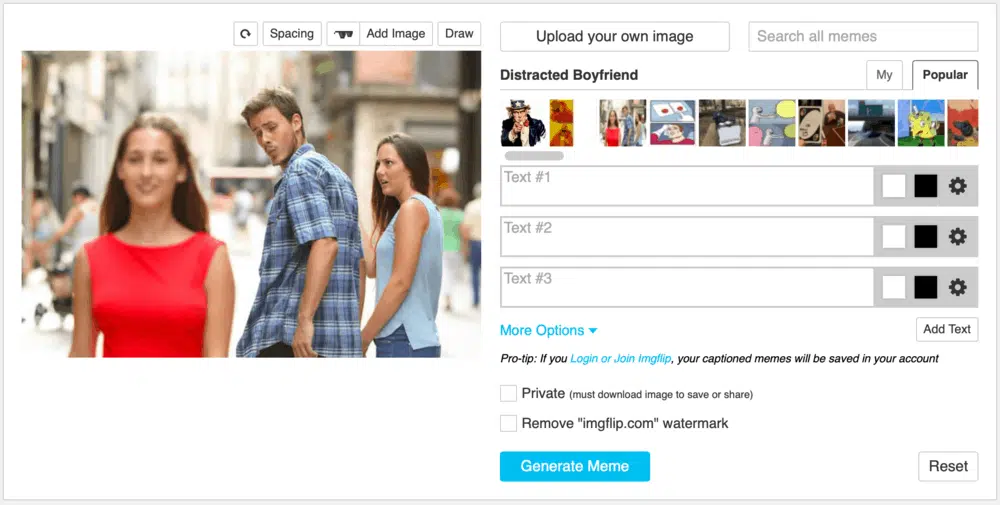 Spacing
Add Image
Draw
Upload your own image
Search all memes
Distracted Boyfriend
My
Popular
Text #1
Text #2
Text #3
More Options
Add Text
Pro-tip: If you Login or Join Imgflip, your captioned memes will be saved in your account
Private (must download image to save or share)
Remove "imgflip.com" watermark
Generate Meme
Reset